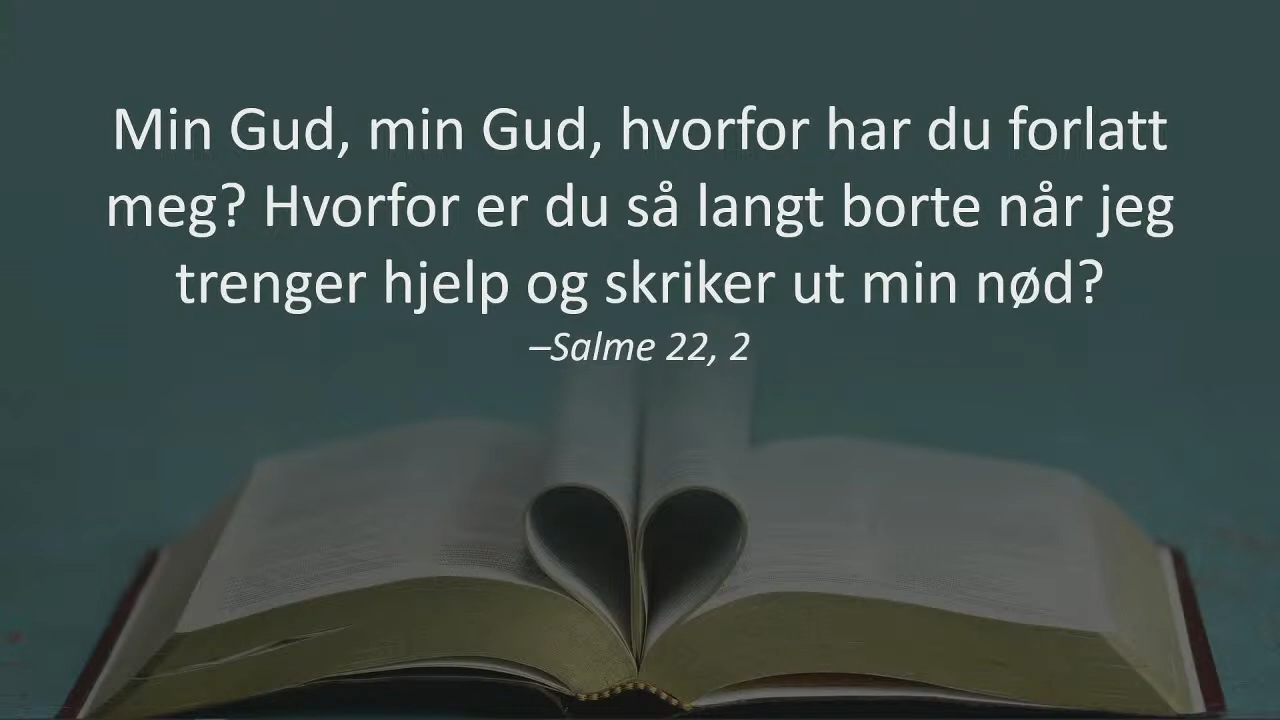 Min Gud, min Gud, hvorfor har du forlatt
meg? Hvorfor er du så langt borte når jeg
trenger hjelp og skriker ut min nød?
–Salme 22, 2